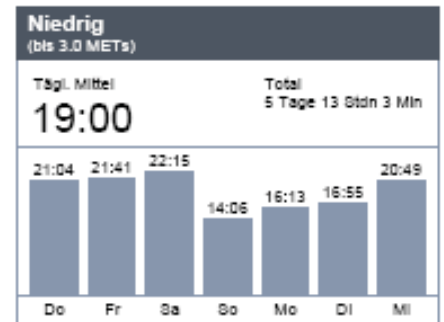 Niedrig
(bis 3.0 METs)
Tägl. Mittel
Total
19:00
5 Tage 13 Stdn 3 Min
21:04 21:41 22:15 14:06 16:13 16:55 20:49
Do Fr Sa So Mo Di Mi